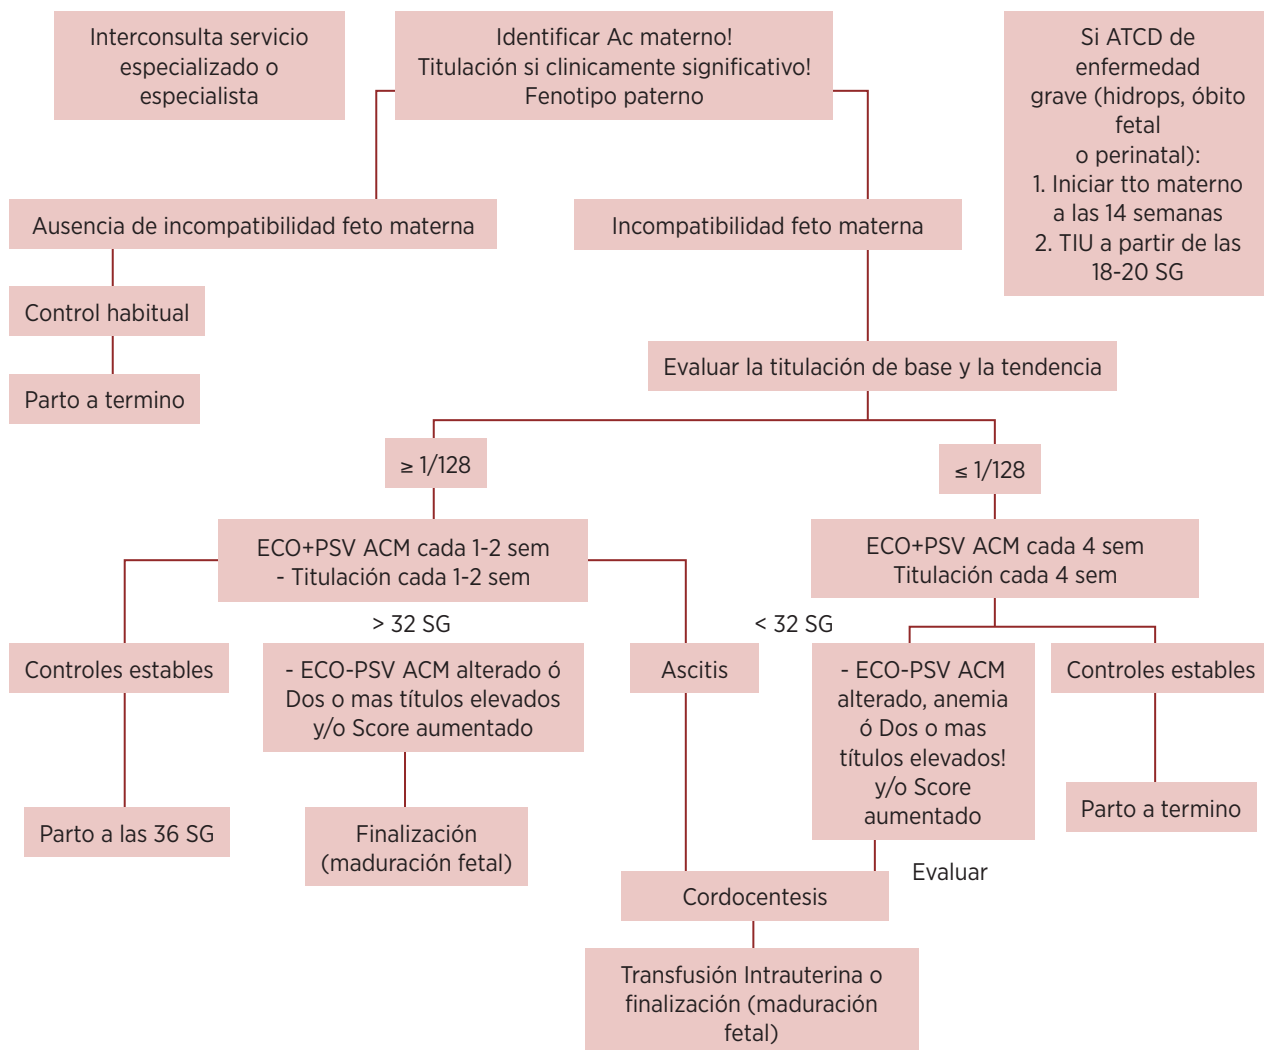 Interconsulta servicio
especializado o
especialista
Identificar Ac materno!
Titulación si clinicamente significativo!
Fenotipo paterno
Si ATCD de
enfermedad
grave (hidrops, óbito
fetal
o perinatal):
1. Iniciar tto materno
a las 14 semanas
2. TIU a partir de las
18-20 SG
Ausencia de incompatibilidad feto materna
Incompatibilidad feto materna
Control habitual
Parto a termino
Evaluar la titulación de base y la tendencia
≥ 1/128
≤ 1/128
ECO+PSV ACM cada 1-2 sem
- Titulación cada 1-2 sem
ECO+PSV ACM cada 4 sem
Titulación cada 4 sem
> 32 SG
< 32 SG
Controles estables
- ECO-PSV ACM alterado ó
Dos o mas títulos elevados
y/o Score aumentado
Ascitis
- ECO-PSV ACM
alterado, anemia
ó Dos o mas
títulos elevados!
y/o Score
aumentado
Controles estables
Parto a las 36 SG
Finalización
(maduración fetal)
Parto a termino
Evaluar
Cordocentesis
Transfusión Intrauterina o
finalización (maduración
fetal)